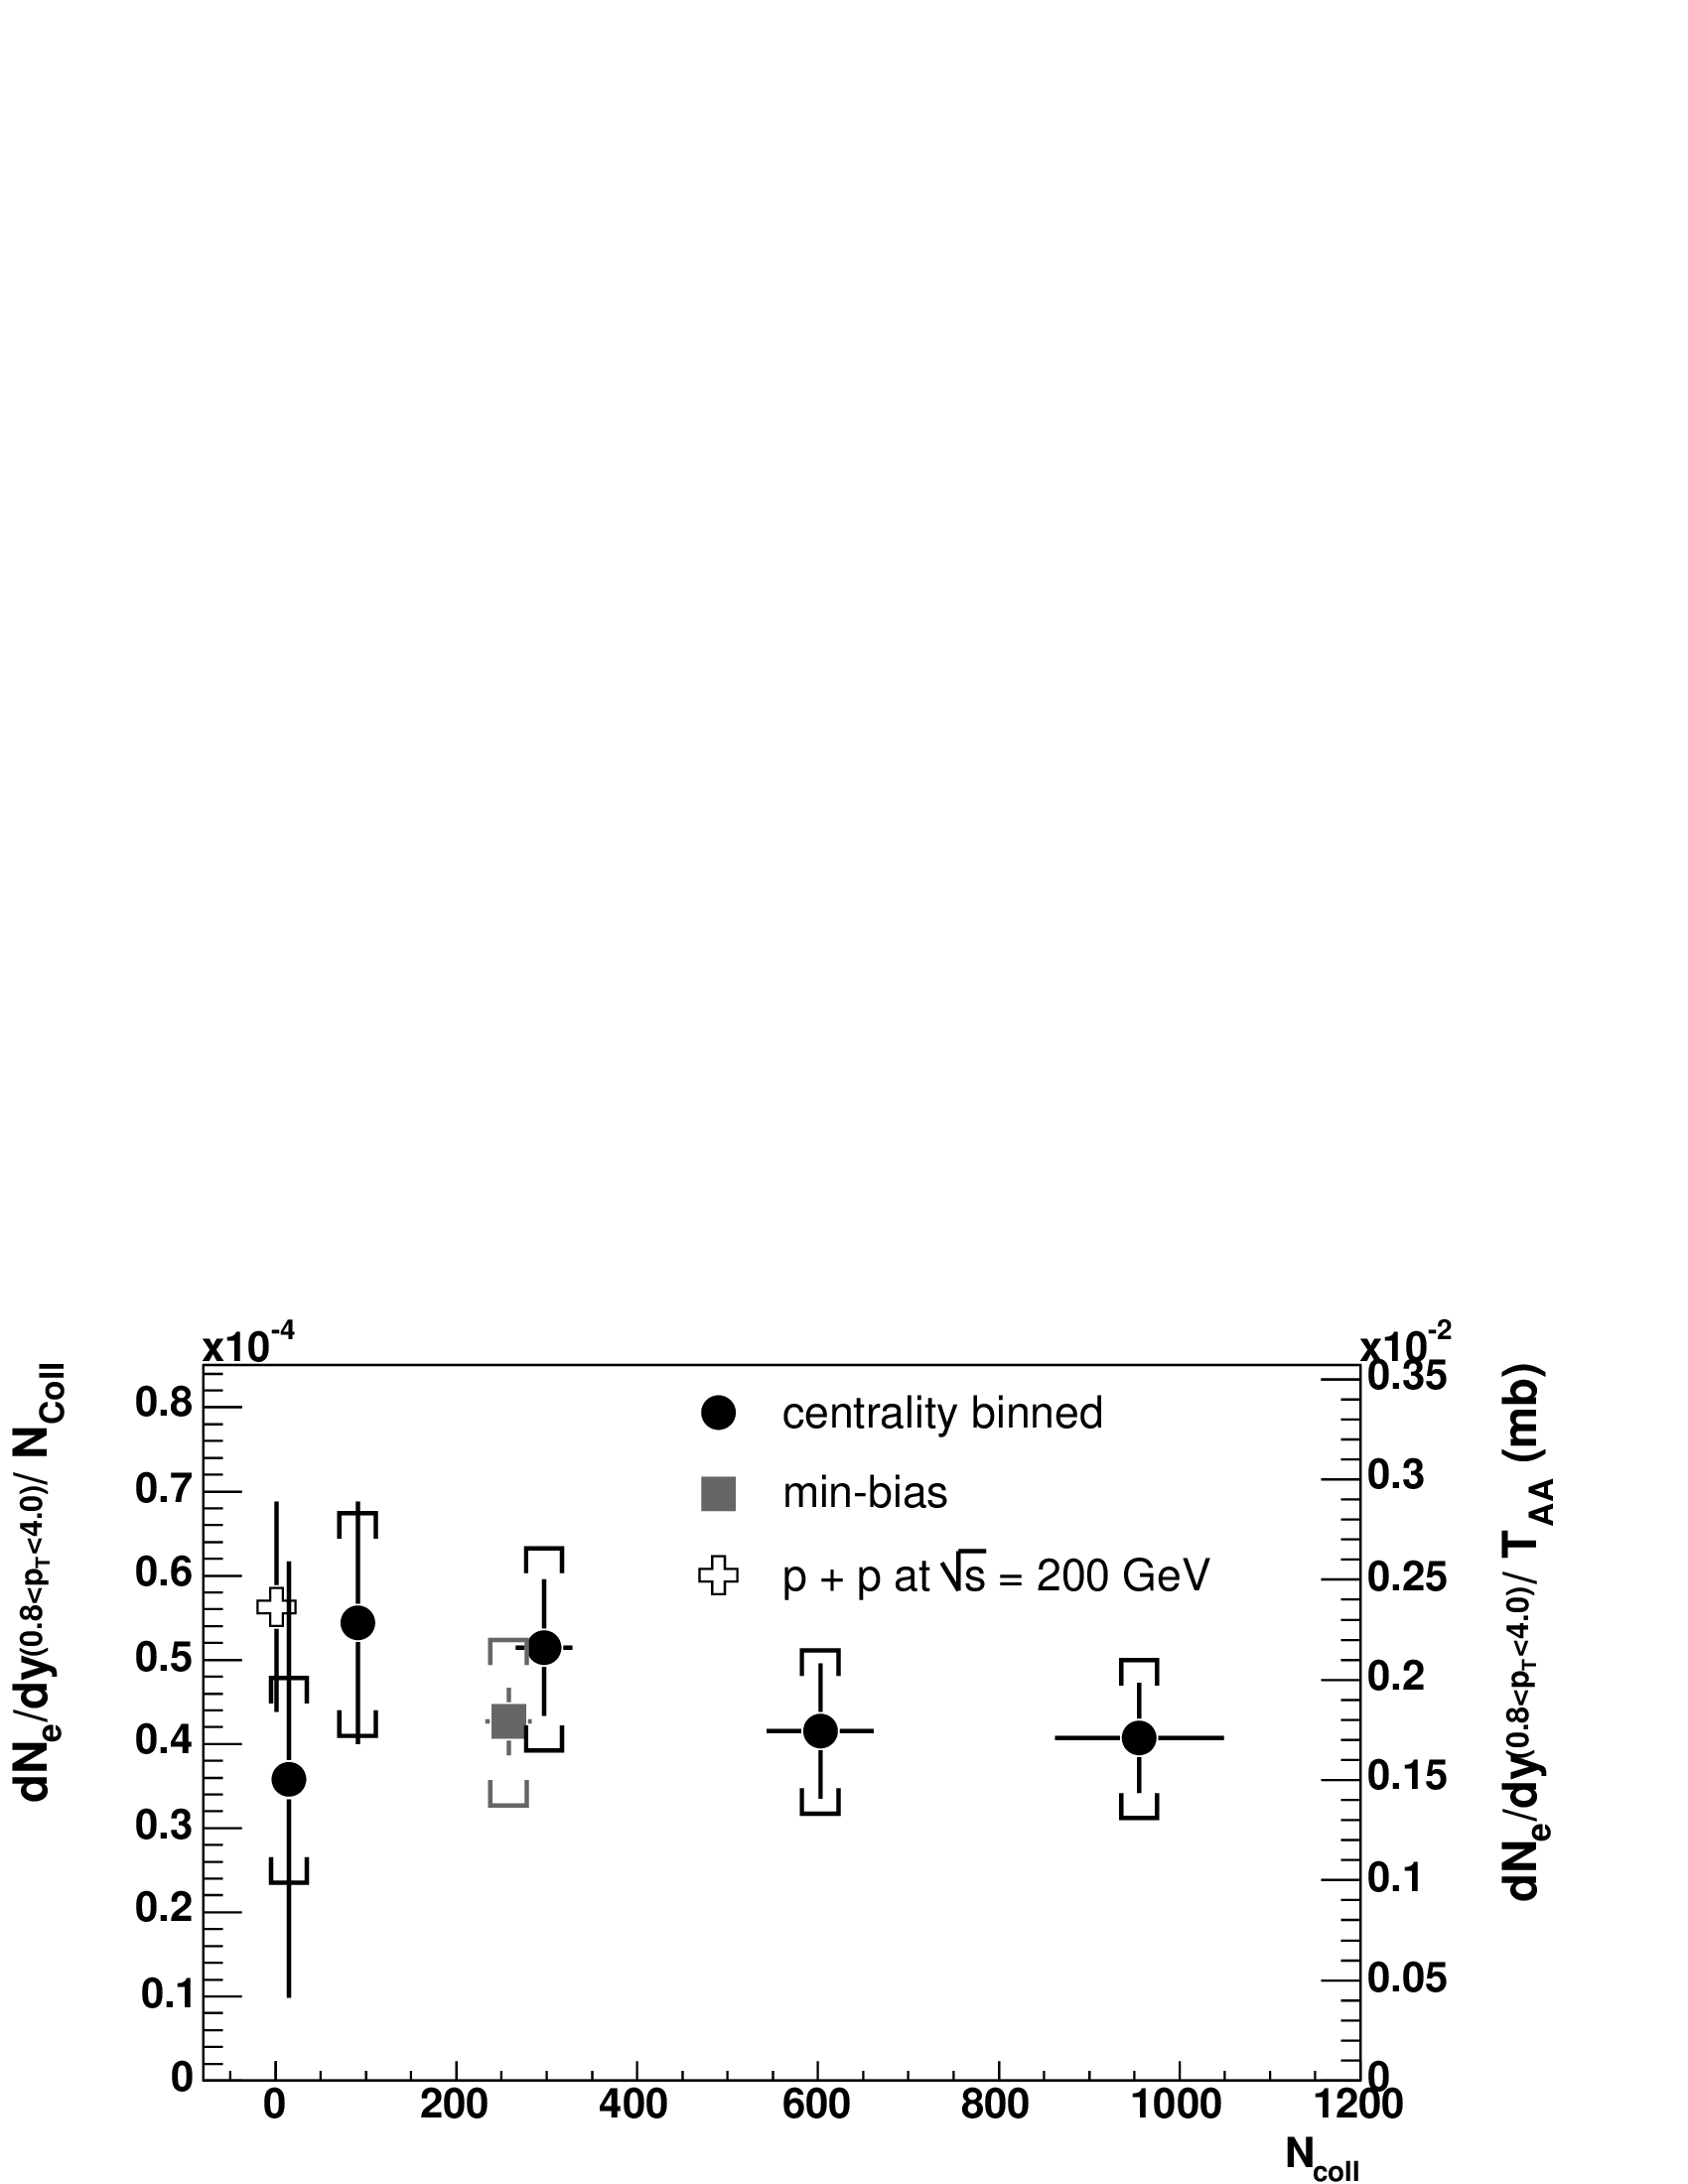 x10-4
x10-2
dNe/dy(0.8<pT<4.0)/ NColl
dNe/dy(0.8<pT<4.0)/ TAA (mb)
0.8
0.7
0.6
0.5
0.4
0.3
0.2
0.1
0
centrality binned
min-bias
p + p at √s = 200 GeV
0.35
0.3
0.25
0.2
0.15
0.1
0.05
0
0 200 400 600 800 1000 1200
Ncoll